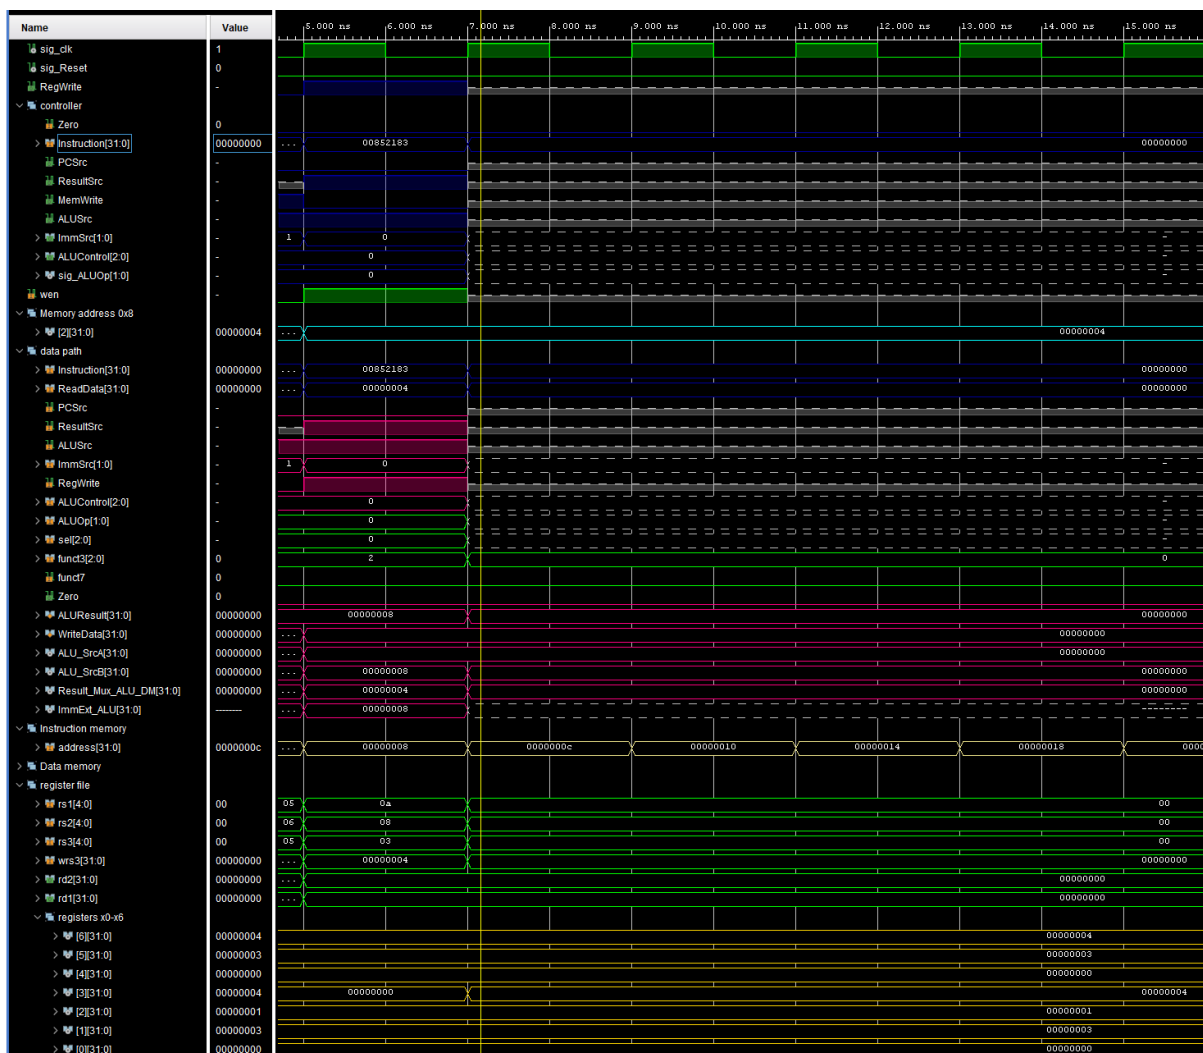 Name Value 5.000 ns 6.000 ns 7.000 ns 8.000 ns 9.000 ns 10.000 ns 11.000 ns 12.000 ns 13.000 ns 14.000 ns 15.000 ns
sig_clk 1
sig_Reset 0
RegWrite -
controller
Zero 0
Instruction[31:0] 00000000 ... 00852183 00000000
PCSrc -
ResultSrc -
MemWrite -
ALUSrc -
ImmSrc[1:0] - 1 0 -
ALUControl[2:0] - 0 -
sig_ALUOp[1:0] - 0 -
wen -
Memory address 0x8
[2][31:0] 00000004 ... 00000004
data path
Instruction[31:0] 00000000 ... 00852183 00000000
ReadData[31:0] 00000000 ... 00000004 00000000
PCSrc -
ResultSrc -
ALUSrc -
ImmSrc[1:0] - 1 0 -
RegWrite -
ALUControl[2:0] - 0 -
ALUOp[1:0] - 0 -
sel[2:0] - 0 -
funct3[2:0] 0 2 0
funct7 0
Zero 0
ALUResult[31:0] 00000000 00000008 00000000
WriteData[31:0] 00000000 ... 00000000
ALU_SrcA[31:0] 00000000 ... 00000000
ALU_SrcB[31:0] 00000000 ... 00000008 00000000
Result_Mux_ALU_DM[31:0] 00000000 ... 00000004 00000000
ImmExt_ALU[31:0] -------- ... 00000008 --------
Instruction memory
address[31:0] 0000000c ... 00000008 0000000c 00000010 00000014 00000018 0000
Data memory
register file
rs1[4:0] 00 05 0a 00
rs2[4:0] 00 06 08 00
rs3[4:0] 00 05 03 00
wrs3[31:0] 00000000 ... 00000004 00000000
rd2[31:0] 00000000 ... 00000000
rd1[31:0] 00000000 ... 00000000
registers x0-x6
[6][31:0] 00000004 00000004
[5][31:0] 00000003 00000003
[4][31:0] 00000000 00000000
[3][31:0] 00000004 00000000 00000004
[2][31:0] 00000001 00000001
[1][31:0] 00000003 00000003
[0][31:0] 00000000 00000000